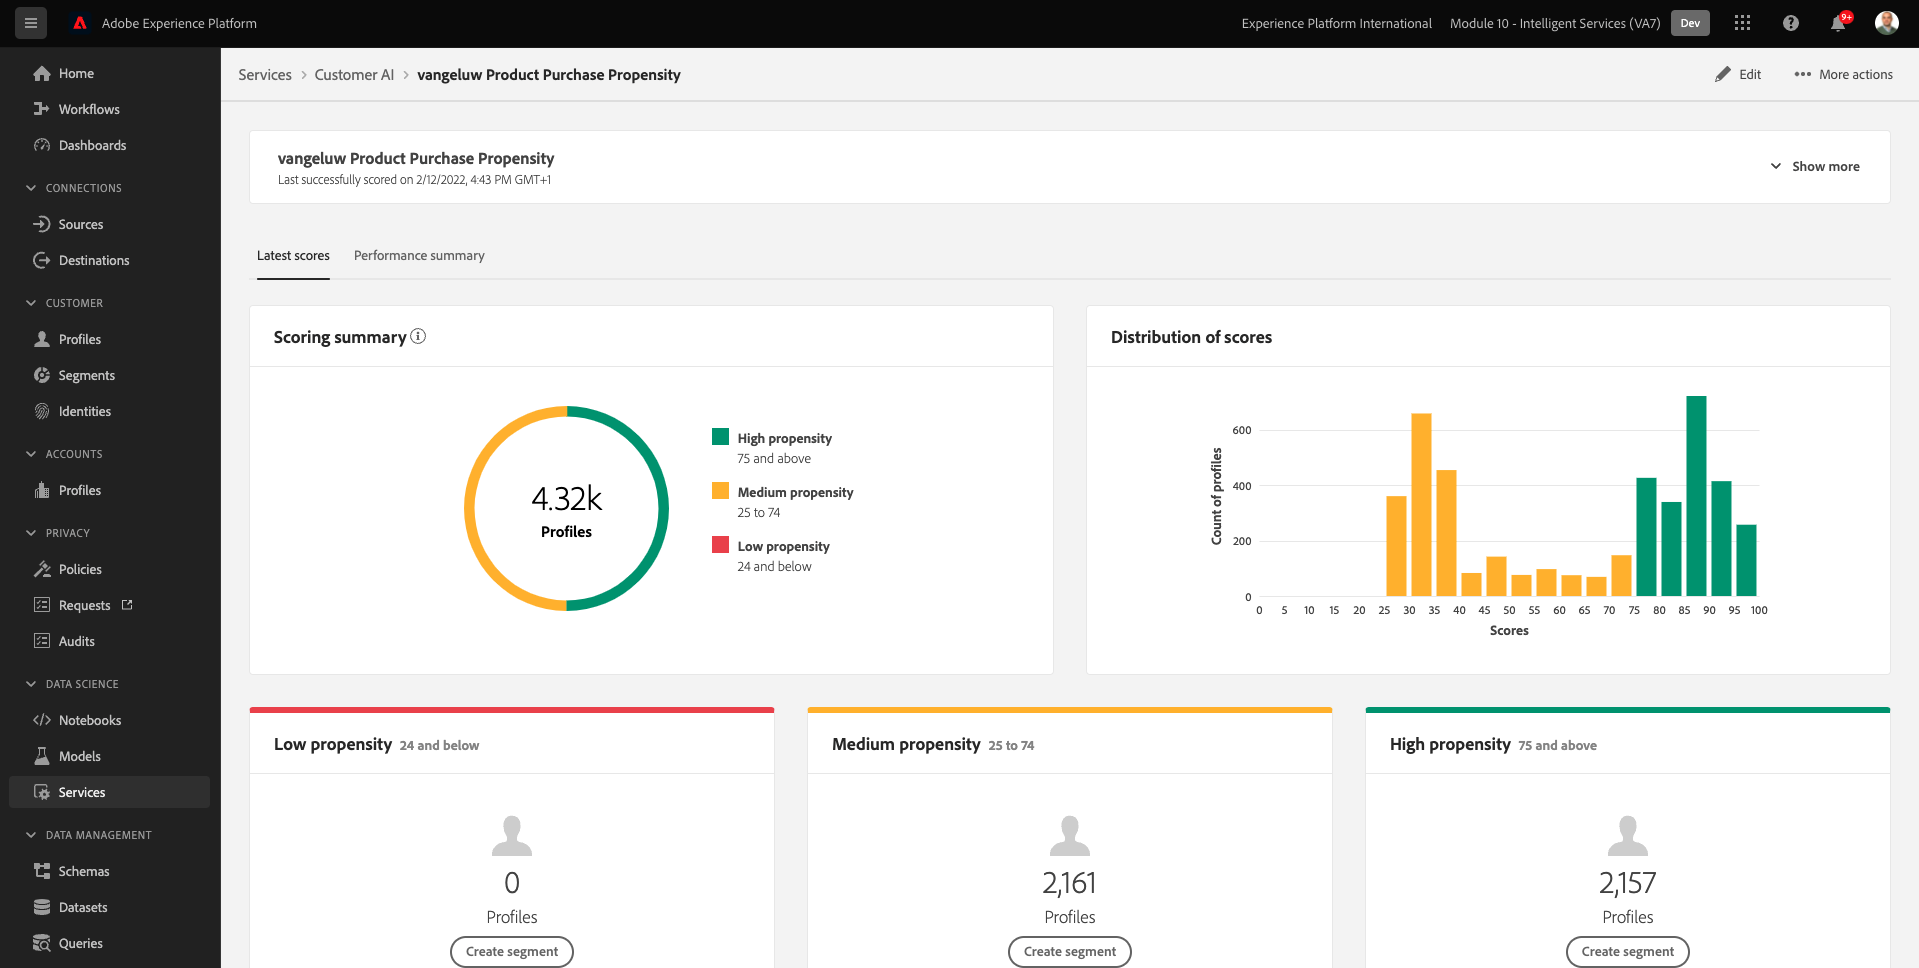 Adobe Experience Platform
Experience Platform International
Module 10 - Intelligent Services (VA7)
Dev
9+
Home
Workflows
Dashboards
CONNECTIONS
Sources
Destinations
CUSTOMER
Profiles
Segments
Identities
ACCOUNTS
Profiles
PRIVACY
Policies
Requests
Audits
DATA SCIENCE
Notebooks
Models
Services
DATA MANAGEMENT
Schemas
Datasets
Queries
Services > Customer AI > vangeluw Product Purchase Propensity
Edit
More actions
vangeluw Product Purchase Propensity
Last successfully scored on 2/12/2022, 4:43 PM GMT+1
Show more
Latest scores
Performance summary
Scoring summary
4.32k
Profiles
High propensity
75 and above
Medium propensity
25 to 74
Low propensity
24 and below
Distribution of scores
Count of profiles
600
400
200
0
0 5 10 15 20 25 30 35 40 45 50 55 60 65 70 75 80 85 90 95 100
Scores
Low propensity 24 and below
0
Profiles
Create segment
Medium propensity 25 to 74
2,161
Profiles
Create segment
High propensity 75 and above
2,157
Profiles
Create segment